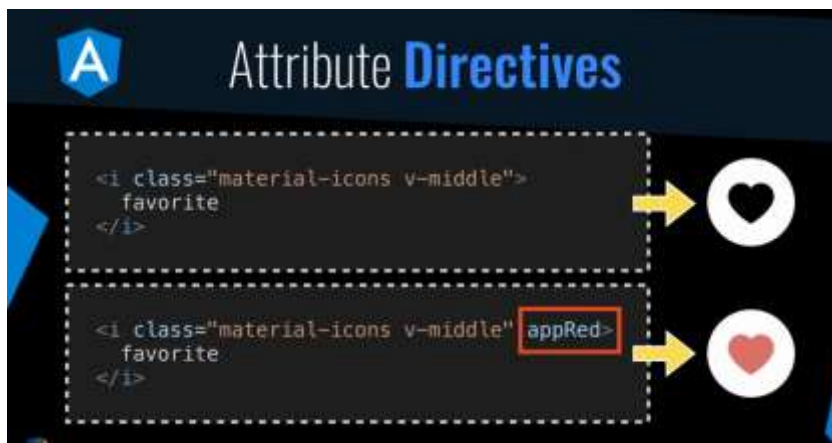 A
Attribute Directives
<i class="material-icons v-middle">
favorite
</i>
<i class="material-icons v-middle" appRed>
favorite
</i>